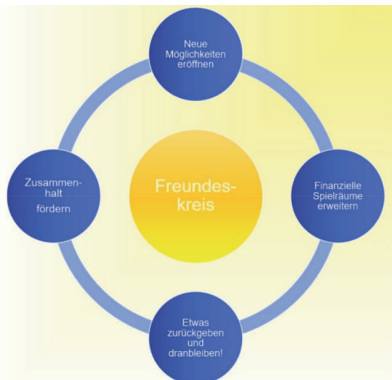 Neue
Möglichkeiten
eröffnen
Zusammen-
halt
fördern
Freundes-
kreis
Finanzielle
Spielräume
erweitern
Etwas
zurückgeben
und
dranbleiben!